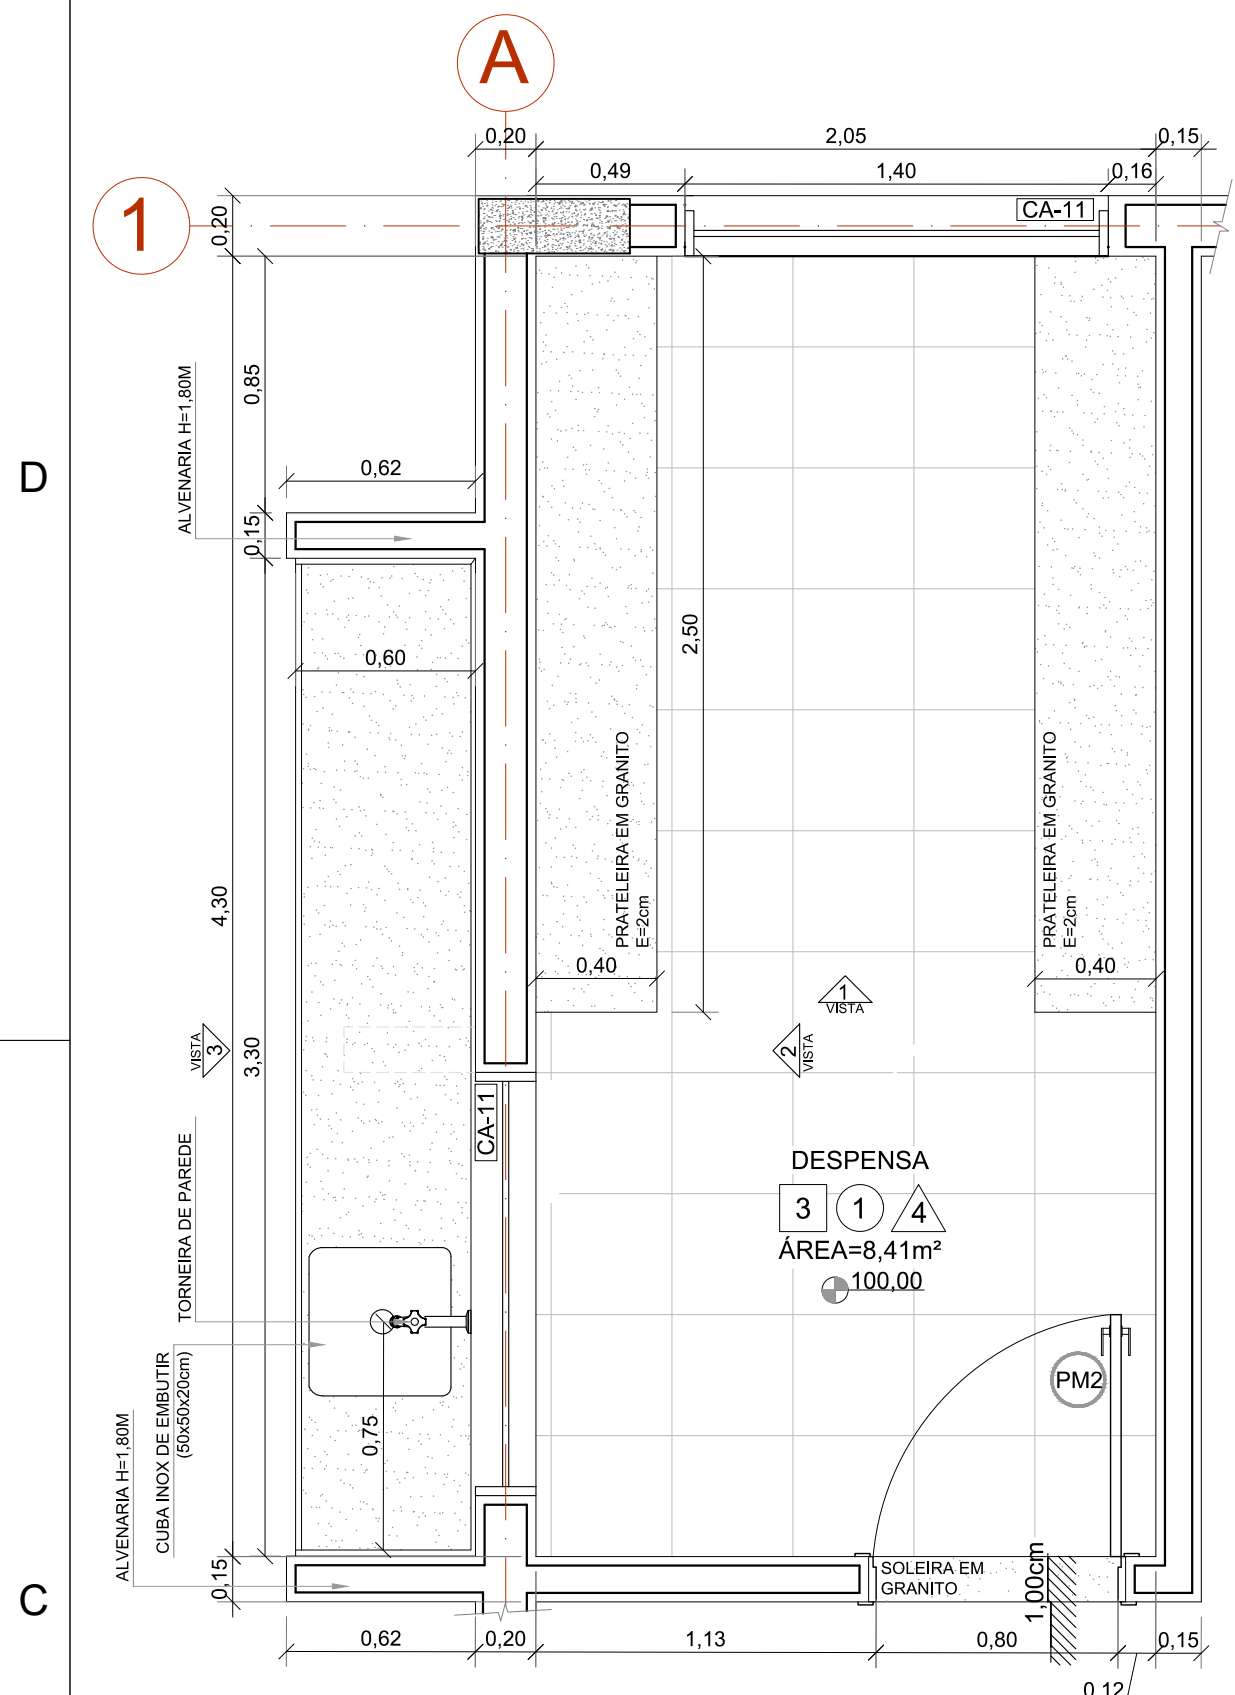 A
0,20
2,05
0,15
0,49
1,40
0,16
1
0,20
CA-11
0,85
ALVENARIA H=1,80M
D
0,62
0,15
2,50
0,60
PRATELEIRA EM GRANITO
E=2cm
PRATELEIRA EM GRANITO
E=2cm
4,30
0,40
0,40
1
VISTA
VISTA
3
3,30
2
VISTA
CA-11
TORNEIRA DE PAREDE
DESPENSA
3 1 4
ÁREA=8,41m²
100,00
CUBA INOX DE EMBUTIR
(50x50x20cm)
PM2
0,75
ALVENARIA H=1,80M
C
0,15
SOLEIRA EM
GRANITO
1,00cm
0,62
0,20
1,13
0,80
0,15
0,12